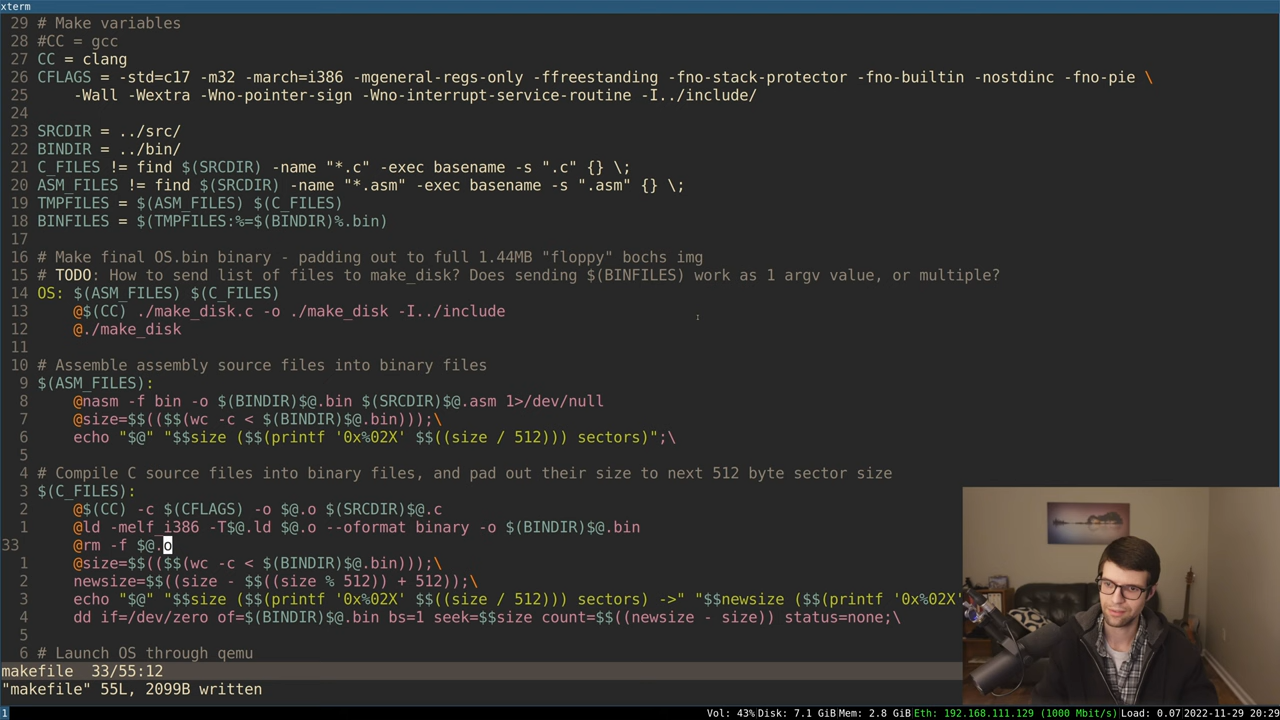 xterm
29 # Make variables
28 #CC = gcc
27 CC = clang
26 CFLAGS = -std=c17 -m32 -march=i386 -mgeneral-regs-only -ffreestanding -fno-stack-protector -fno-builtin -nostdinc -fno-pie \
25     -Wall -Wextra -Wno-pointer-sign -Wno-interrupt-service-routine -I../include/
24
23 SRCDIR = ../src/
22 BINDIR = ../bin/
21 C_FILES != find $(SRCDIR) -name "*.c" -exec basename -s ".c" {} \;
20 ASM_FILES != find $(SRCDIR) -name "*.asm" -exec basename -s ".asm" {} \;
19 TMPFILES = $(ASM_FILES) $(C_FILES)
18 BINFILES = $(TMPFILES:%=$(BINDIR)%.bin)
17
16 # Make final OS.bin binary - padding out to full 1.44MB "floppy" bochs img
15 # TODO: How to send list of files to make_disk? Does sending $(BINFILES) work as 1 argv value, or multiple?
14 OS: $(ASM_FILES) $(C_FILES)
13     @$(CC) ./make_disk.c -o ./make_disk -I../include
12     @./make_disk
11
10 # Assemble assembly source files into binary files
9 $(ASM_FILES):
8     @nasm -f bin -o $(BINDIR)$@.bin $(SRCDIR)$@.asm 1>/dev/null
7     @size=$$(($$(wc -c < $(BINDIR)$@.bin)));\
6     echo "$@" "$$size ($$(printf '0x%02X' $$((size / 512))) sectors)";\
5
4 # Compile C source files into binary files, and pad out their size to next 512 byte sector size
3 $(C_FILES):
2     @$(CC) -c $(CFLAGS) -o $@.o $(SRCDIR)$@.c
1     @ld -melf_i386 -T$@.ld $@.o --oformat binary -o $(BINDIR)$@.bin
33     @rm -f $@.o
1     @size=$$(($$(wc -c < $(BINDIR)$@.bin)));\
2     newsize=$$((size - $$((size % 512)) + 512));\
3     echo "$@" "$$size ($$(printf '0x%02X' $$((size / 512))) sectors) ->" "$$newsize ($$(printf '0x%02X'
4     dd if=/dev/zero of=$(BINDIR)$@.bin bs=1 seek=$$size count=$$((newsize - size)) status=none;\
5
6 # Launch OS through qemu
makefile  33/55:12
"makefile" 55L, 2099B written
1 Vol: 43% Disk: 7.1 GiB Mem: 2.8 GiB Eth: 192.168.111.129 (1000 Mbit/s) Load: 0.07 2022-11-29 20:29